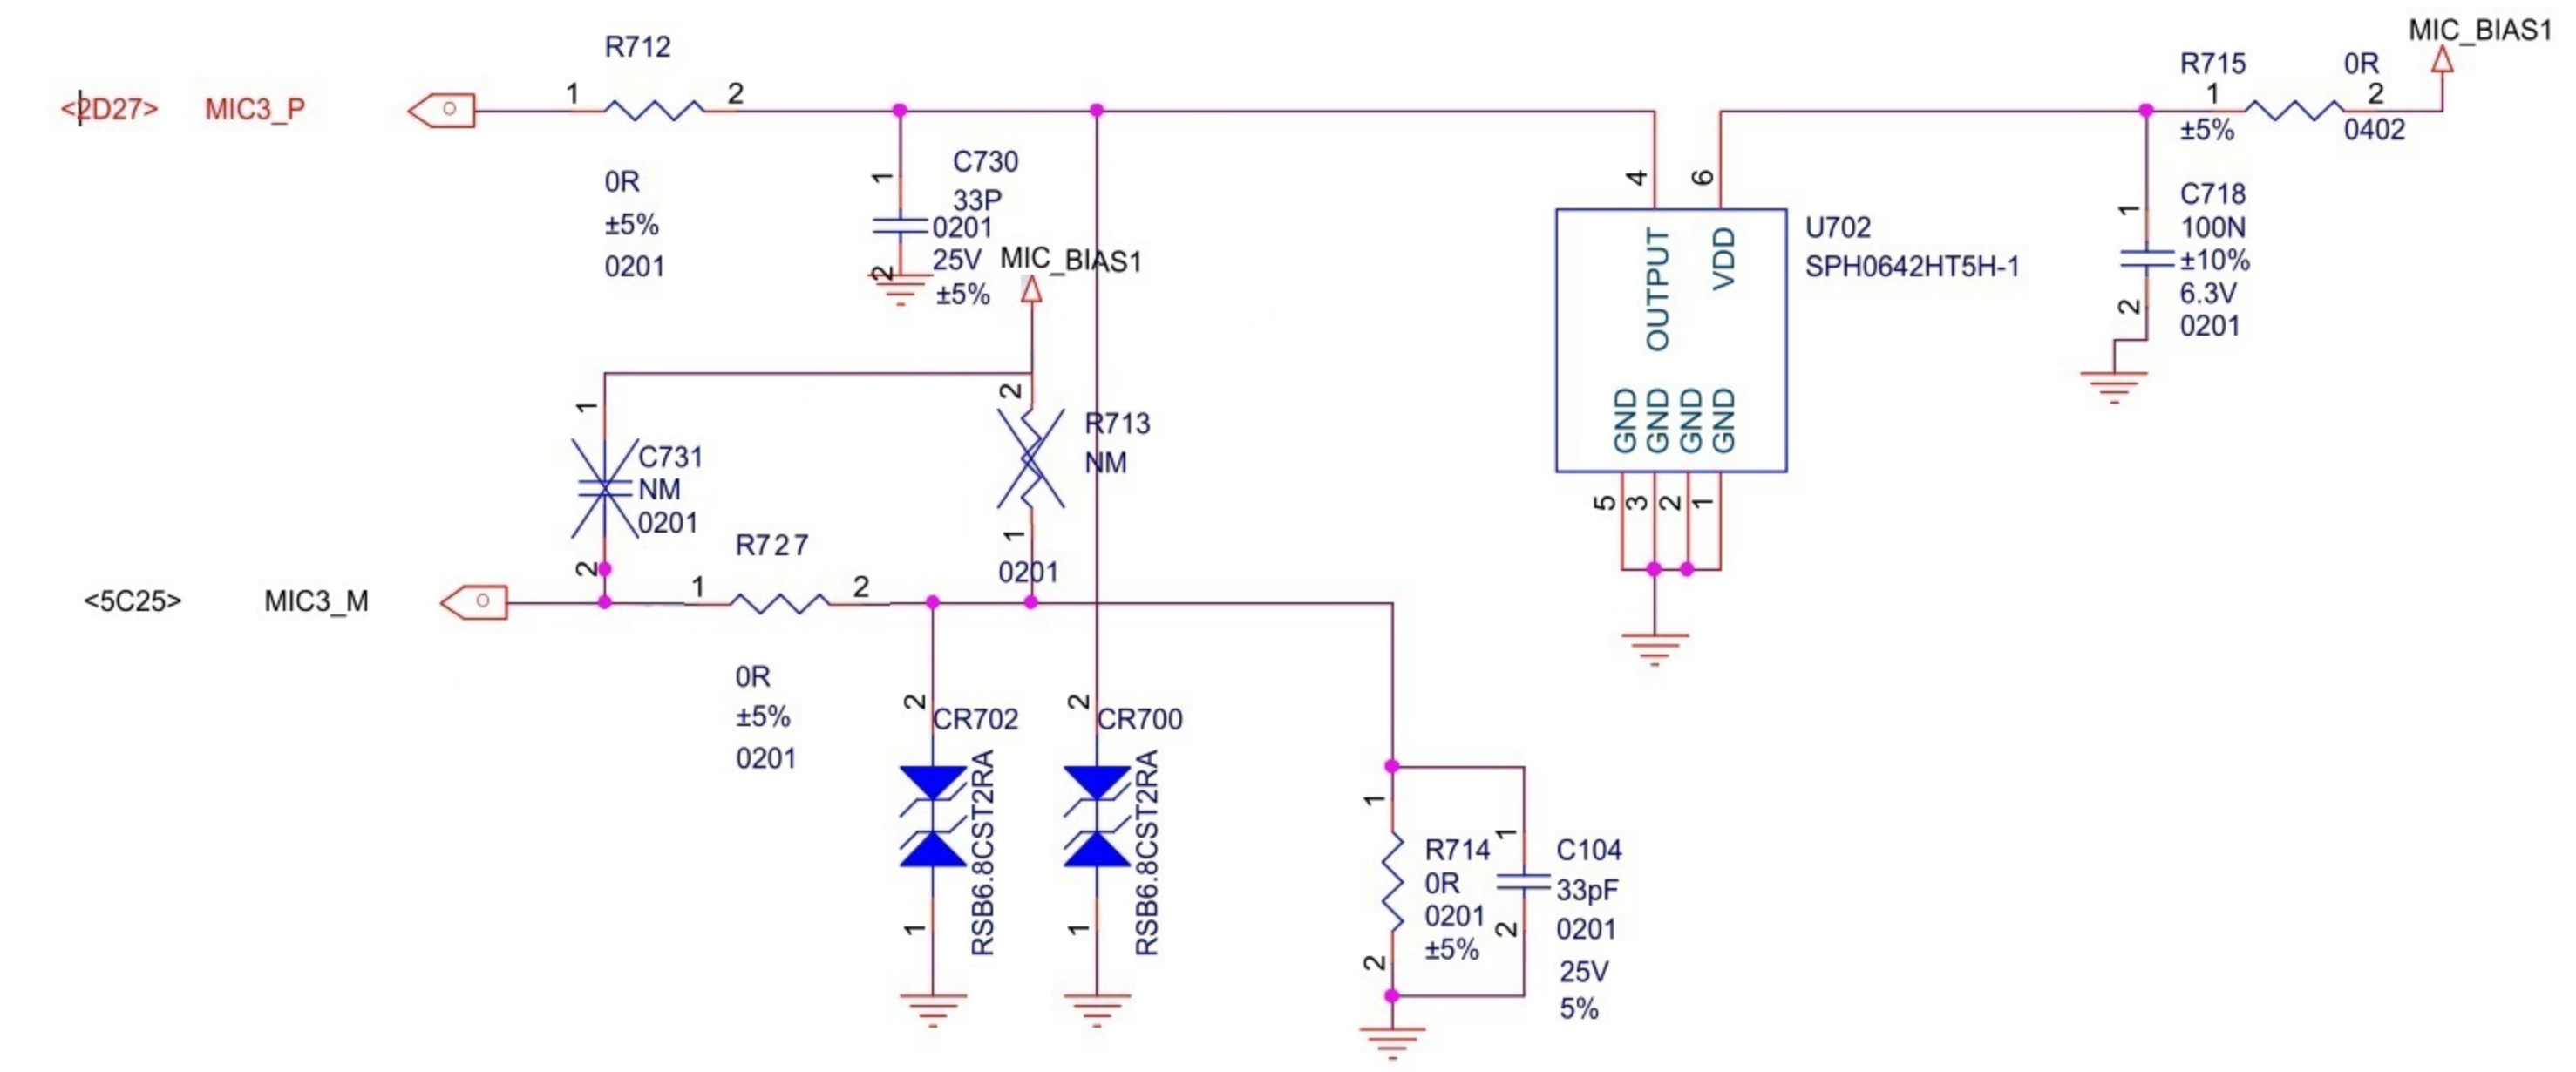 MIC_BIAS1
R712
R715 0R
1 2
1 2
<2D27> MIC3_P
±5% 0402
C730
33P
0201
25V
±5%
1
2
0R
±5%
0201
4 6
C718
100N
±10%
6.3V
0201
1
2
U702
SPH0642HT5H-1
OUTPUT
VDD
GND
GND
GND
GND
5 3 2 1
MIC_BIAS1
2
R713
NM
1
0201
1
C731
NM
0201
2
R727
1 2
<5C25> MIC3_M
0R
±5%
0201
2
CR702
RSB6.8CST2RA
1
2
CR700
RSB6.8CST2RA
1
1
R714
0R
0201
±5%
2
1
C104
33pF
0201
25V
5%
2